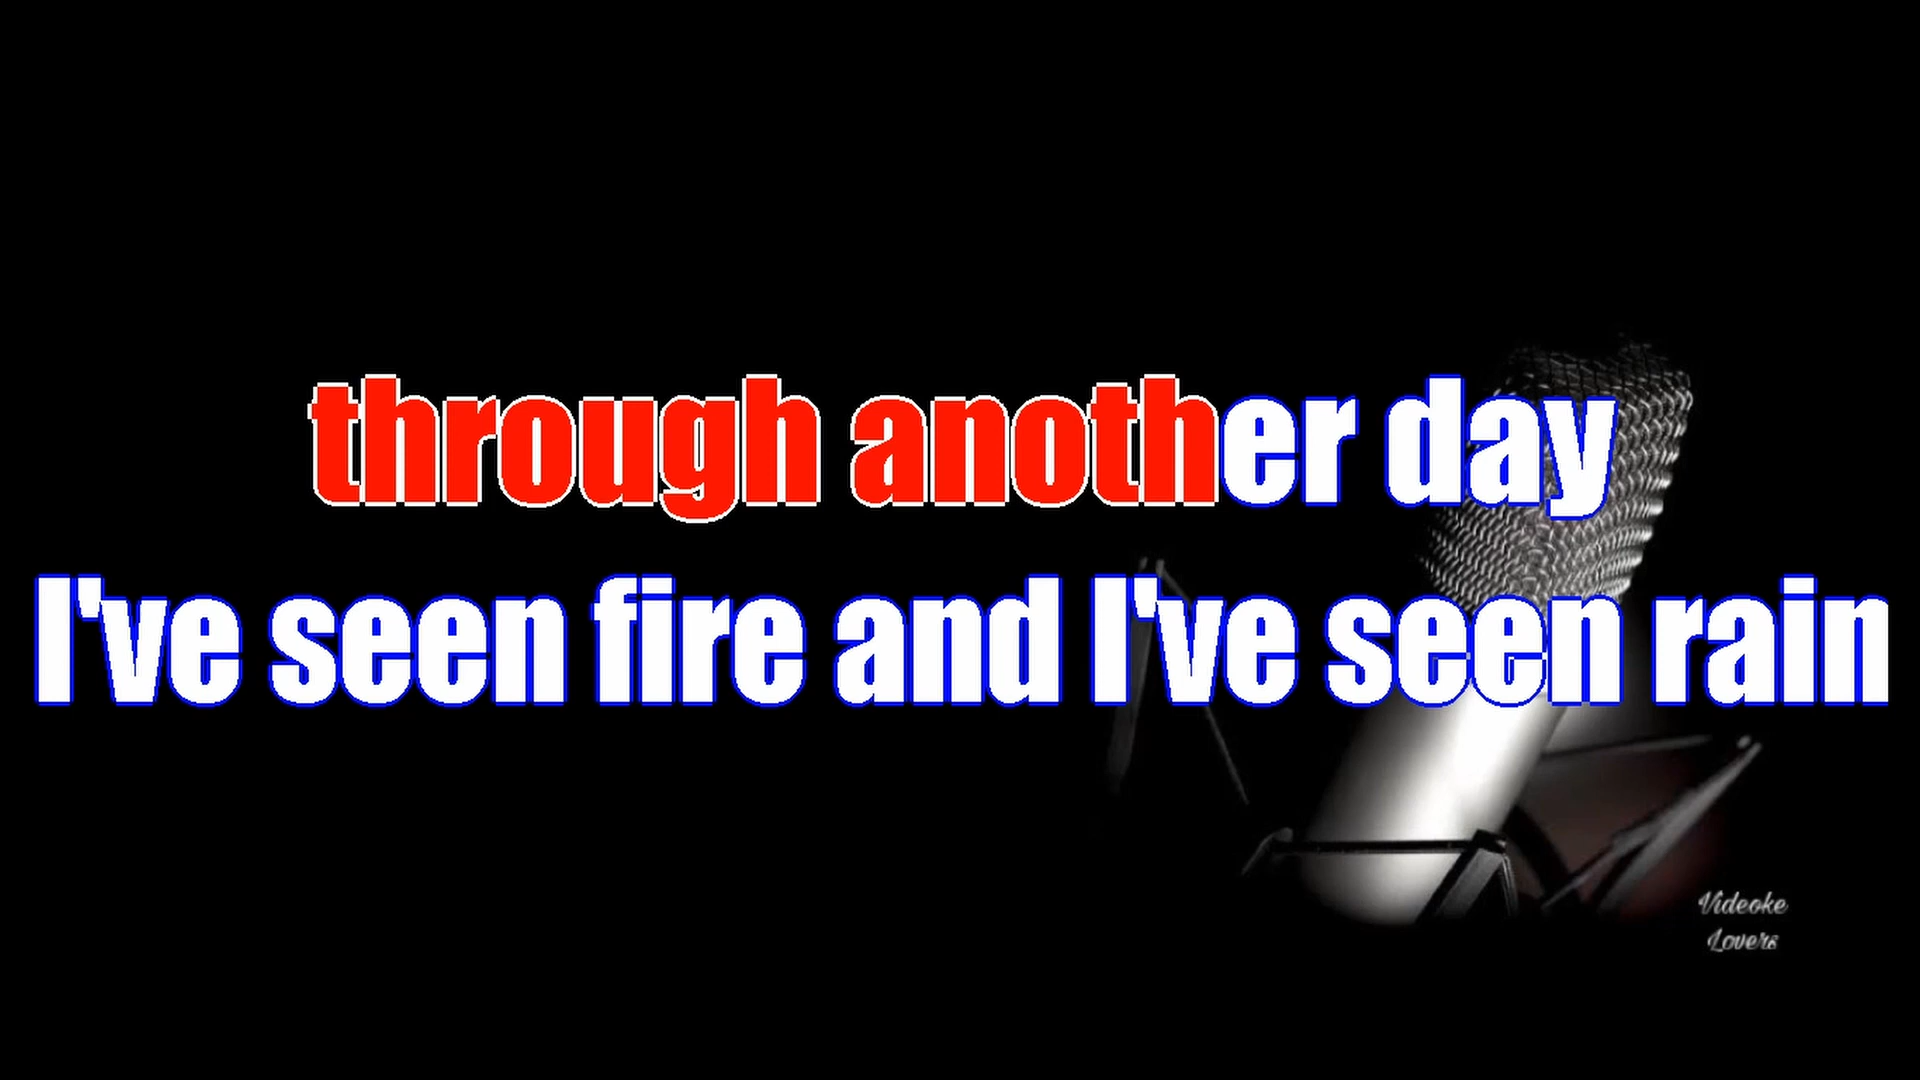 through another day
I've seen fire and I've seen rain
Videoke
Lovers